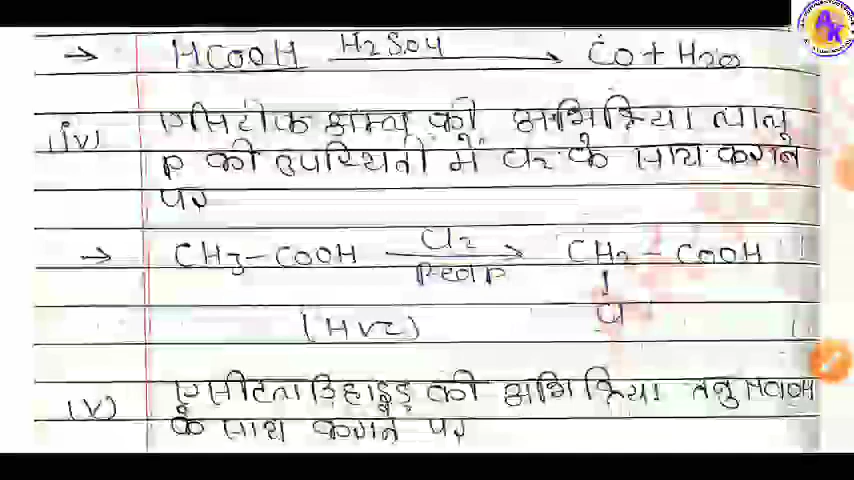 AK
→ HCOOH H2SO4 → CO + H2O
(iv) एसिटीक अम्ल की अभिक्रिया लाल
P की उपस्थिती में Cl2 के साथ कराने
पर
→ CH3-COOH Cl2 → CH2-COOH
Red P
Cl
(HVZ)
(v) एसीटलाडिहाइड की अभिक्रिया तनु NaOH
के साथ कराने पर